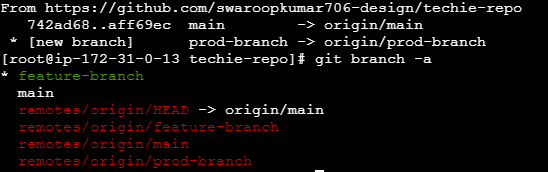 From https://github.com/swaroopkumar706-design/techie-repo
   742ad68..aff69ec  main        -> origin/main
 * [new branch]      prod-branch -> origin/prod-branch
[root@ip-172-31-0-13 techie-repo]# git branch -a
* feature-branch
  main
  remotes/origin/HEAD -> origin/main
  remotes/origin/feature-branch
  remotes/origin/main
  remotes/origin/prod-branch